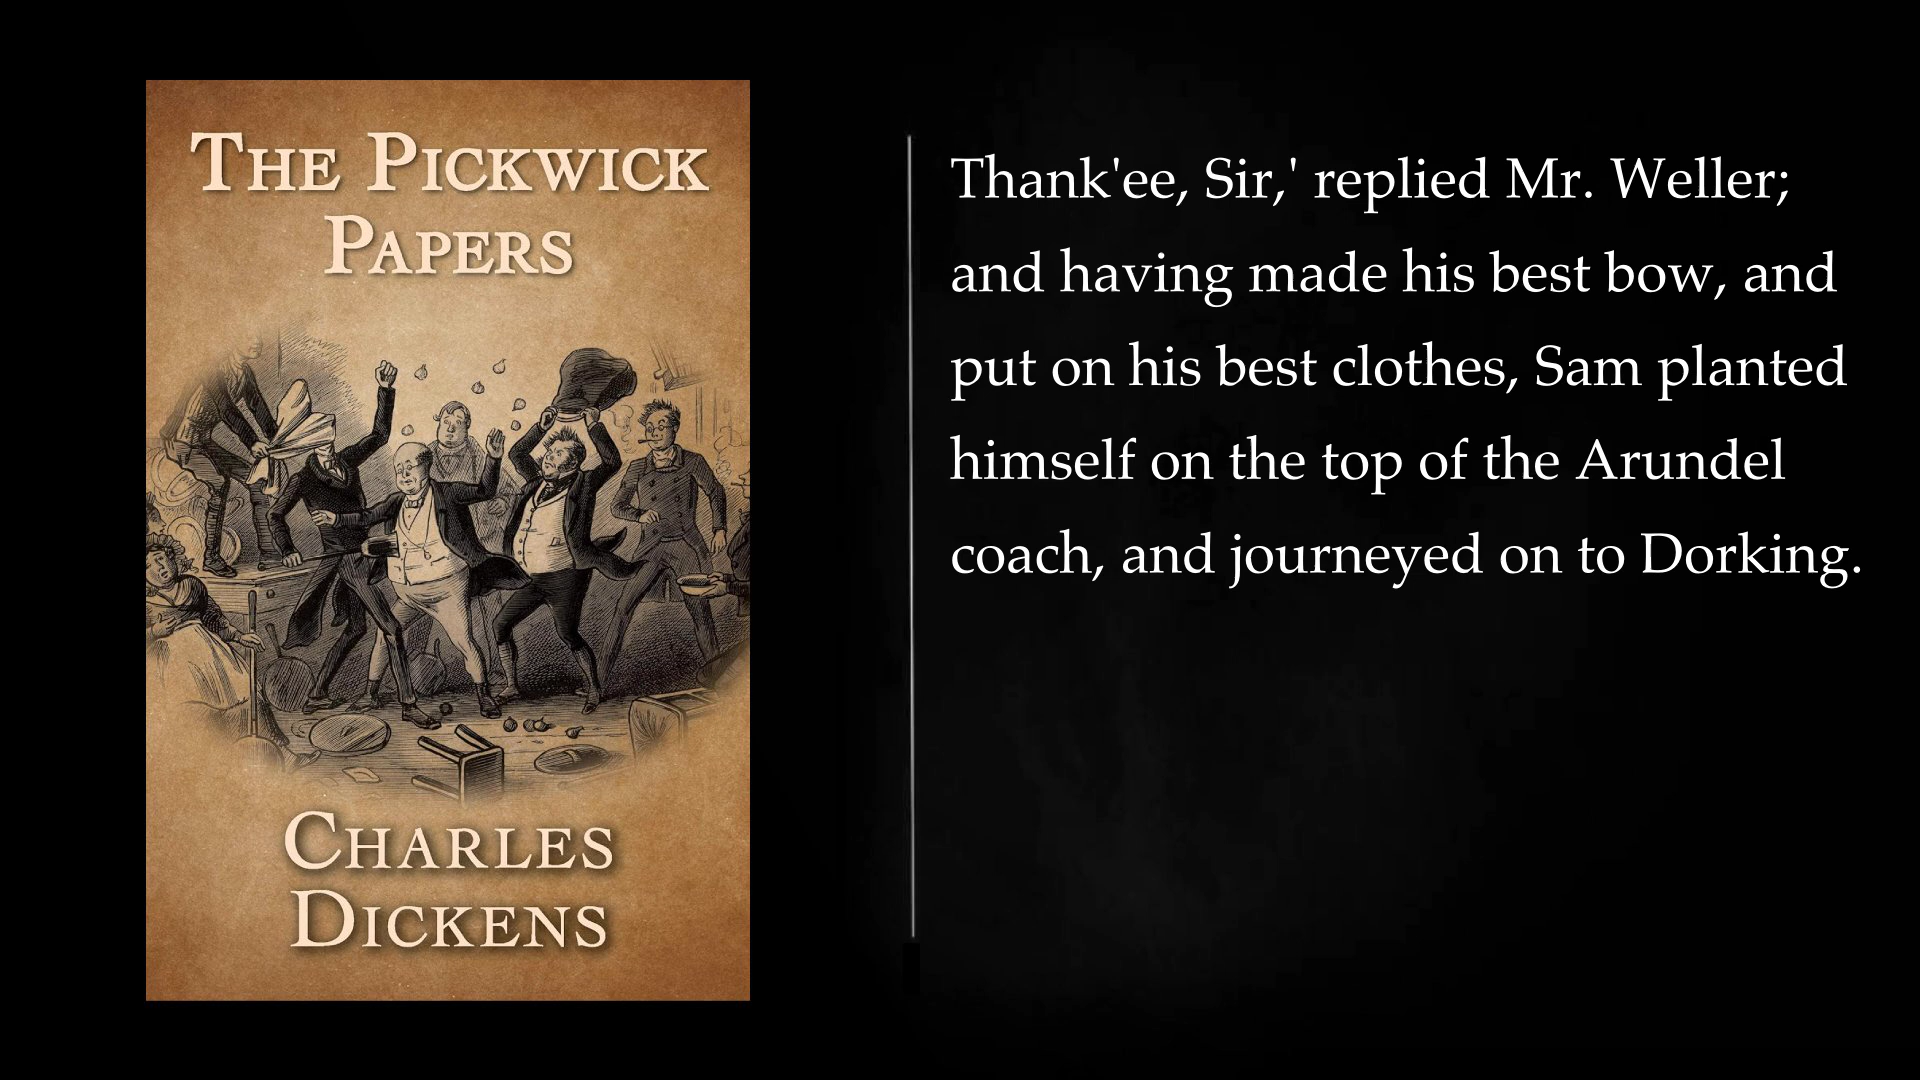 The Pickwick
Papers
Charles
Dickens
Thank'ee, Sir,' replied Mr. Weller;
and having made his best bow, and
put on his best clothes, Sam planted
himself on the top of the Arundel
coach, and journeyed on to Dorking.